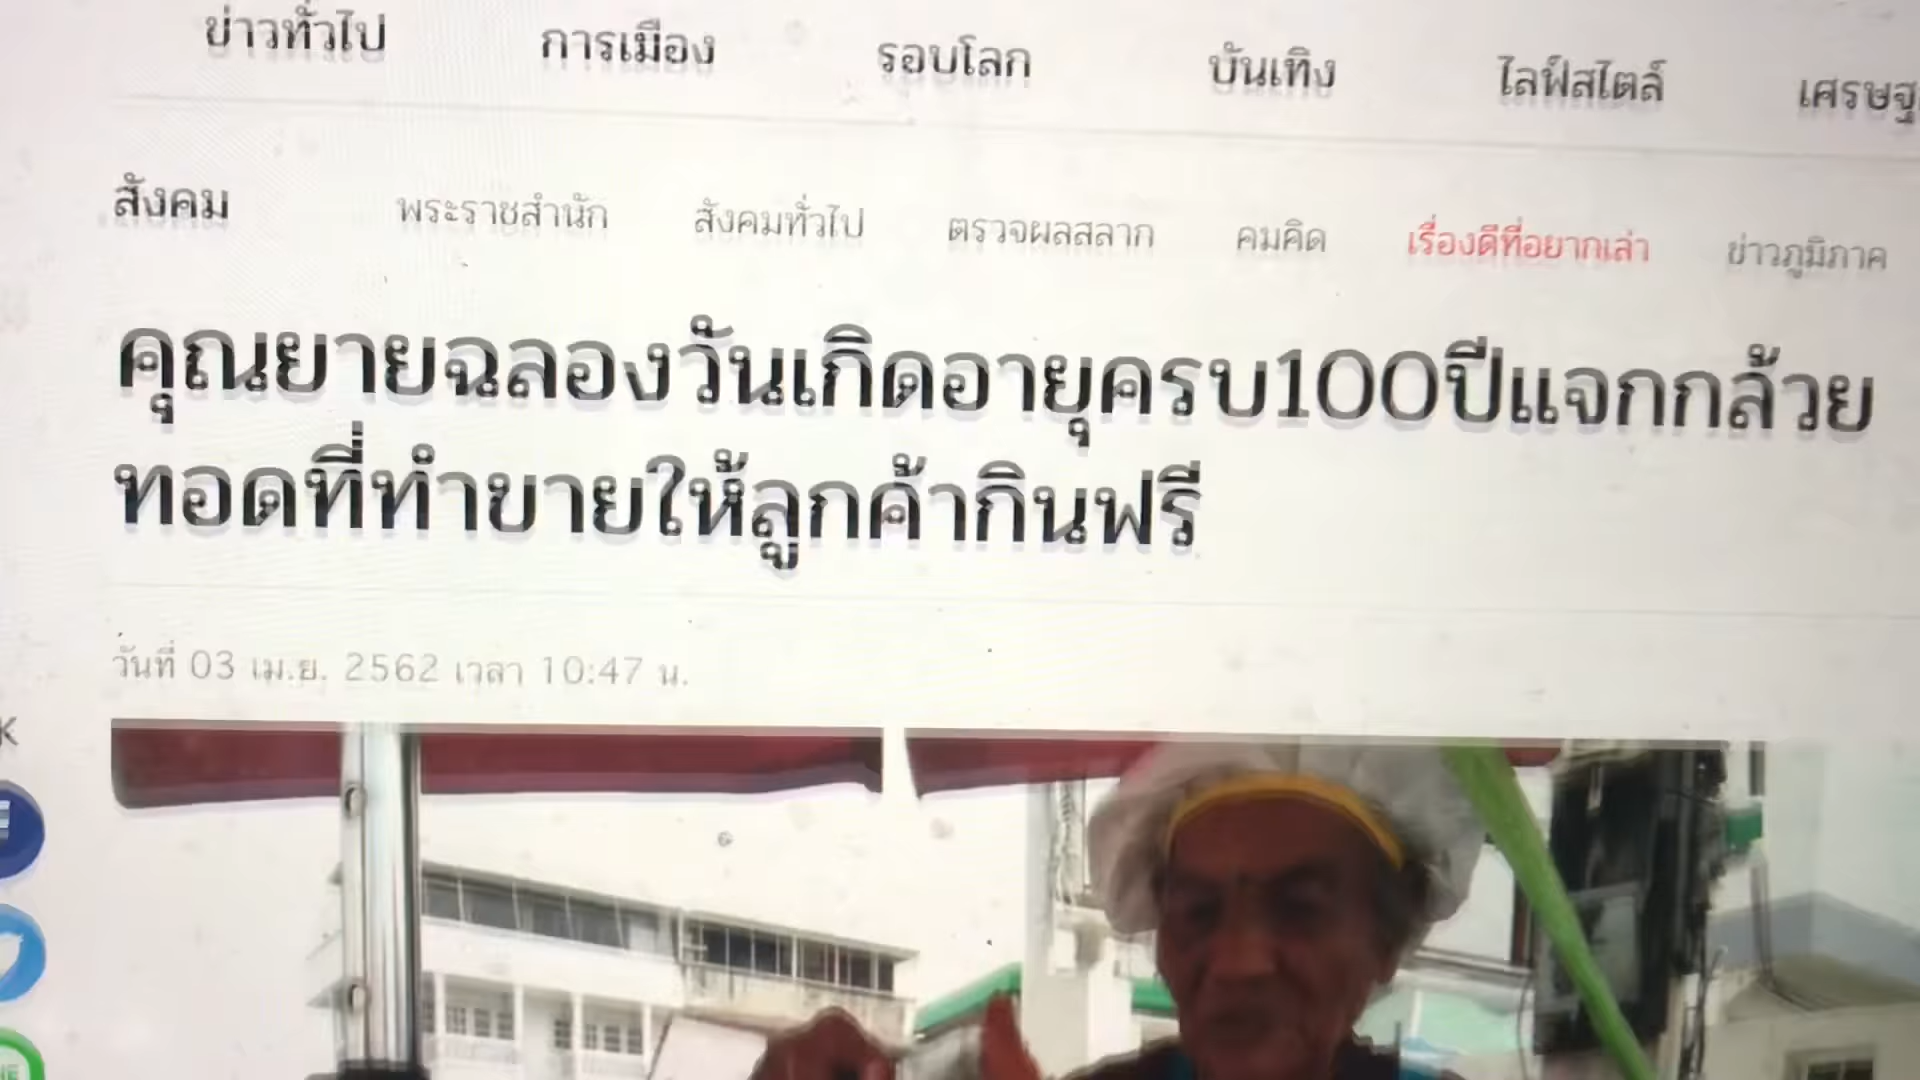 ข่าวทั่วไป การเมือง รอบโลก บันเทิง ไลฟ์สไตล์ เศรษฐ
สังคม พระราชสำนัก สังคมทั่วไป ตรวจผลสลาก คมคิด เรื่องดีที่อยากเล่า ข่าวภูมิภาค
คุณยายฉลองวันเกิดอายุครบ100ปีแจกกล้วย
ทอดที่ทำขายให้ลูกค้ากินฟรี
วันที่ 03 เม.ย. 2562 เวลา 10:47 น.
K